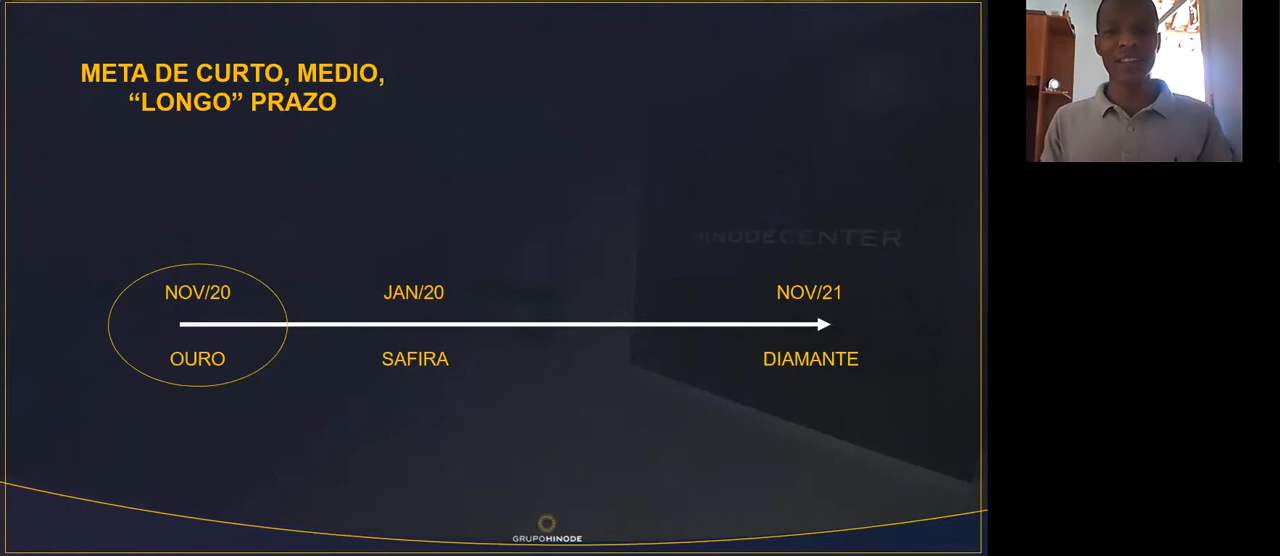 META DE CURTO, MEDIO,
“LONGO” PRAZO
HINODECENTER
NOV/20
JAN/20
NOV/21
OURO
SAFIRA
DIAMANTE
GRUPOHINODE